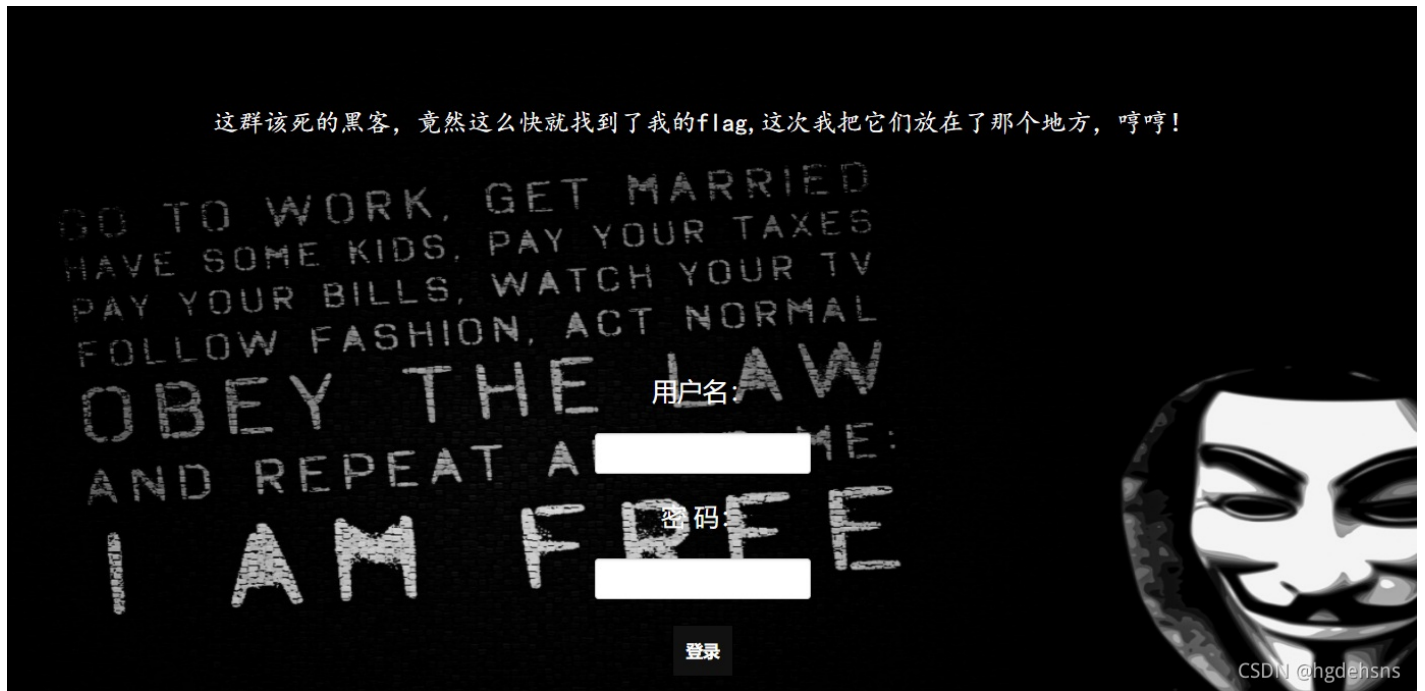 这群该死的黑客，竟然这么快就找到了我的flag,这次我把它们放在了那个地方，哼哼！
GO TO WORK, GET MARRIED
HAVE SOME KIDS, PAY YOUR TAXES
PAY YOUR BILLS, WATCH YOUR TV
FOLLOW FASHION, ACT NORMAL
OBEY THE LAW
AND REPEAT ME:
I AM FREE
用户名：
密 码：
登录
CSDN @hgdehsns